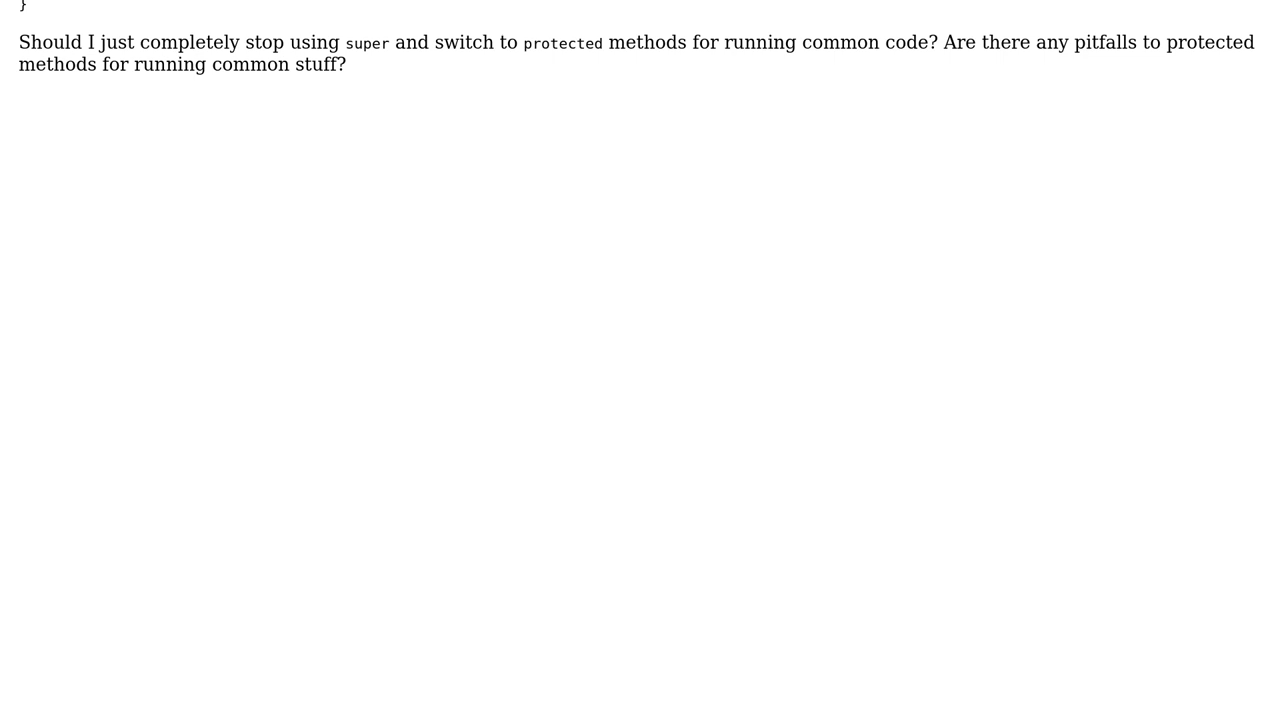 }
Should I just completely stop using super and switch to protected methods for running common code? Are there any pitfalls to protected
methods for running common stuff?